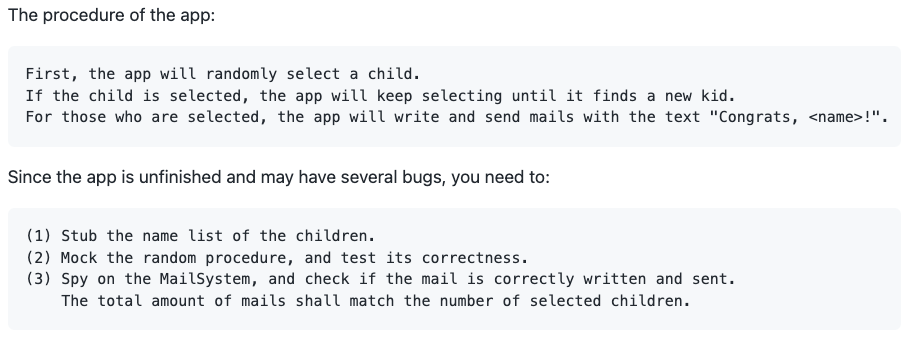 The procedure of the app:
First, the app will randomly select a child.
If the child is selected, the app will keep selecting until it finds a new kid.
For those who are selected, the app will write and send mails with the text "Congrats, <name>!".
Since the app is unfinished and may have several bugs, you need to:
(1) Stub the name list of the children.
(2) Mock the random procedure, and test its correctness.
(3) Spy on the MailSystem, and check if the mail is correctly written and sent.
The total amount of mails shall match the number of selected children.